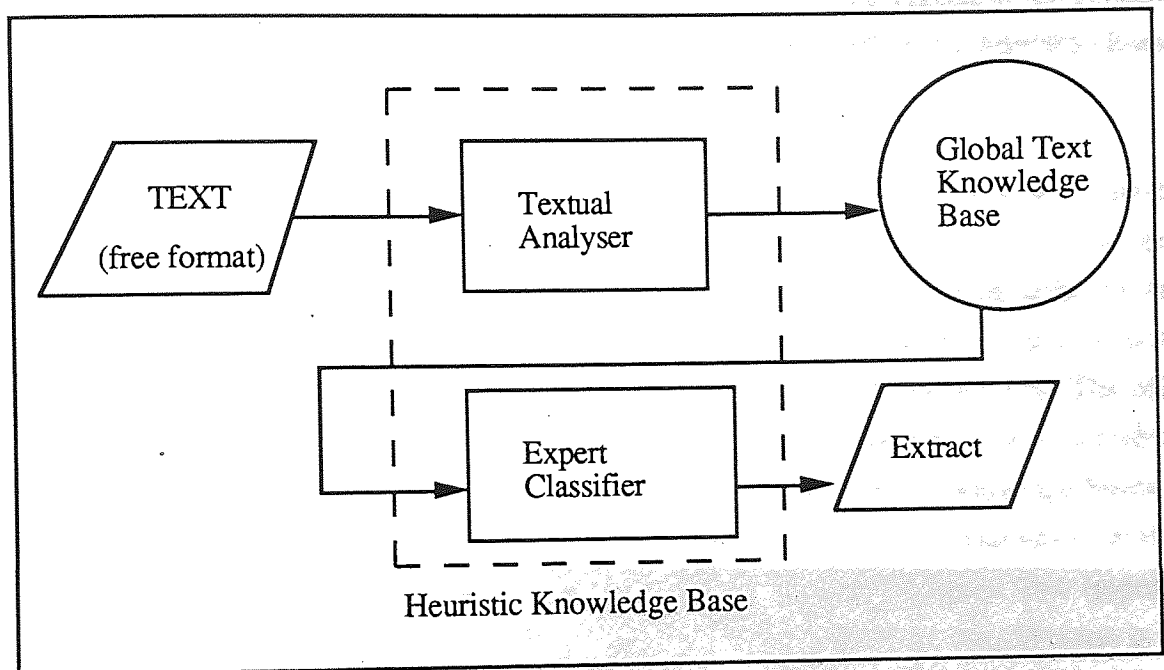 TEXT
(free format)
Textual
Analyser
Global Text
Knowledge
Base
Expert
Classifier
Extract
Heuristic Knowledge Base